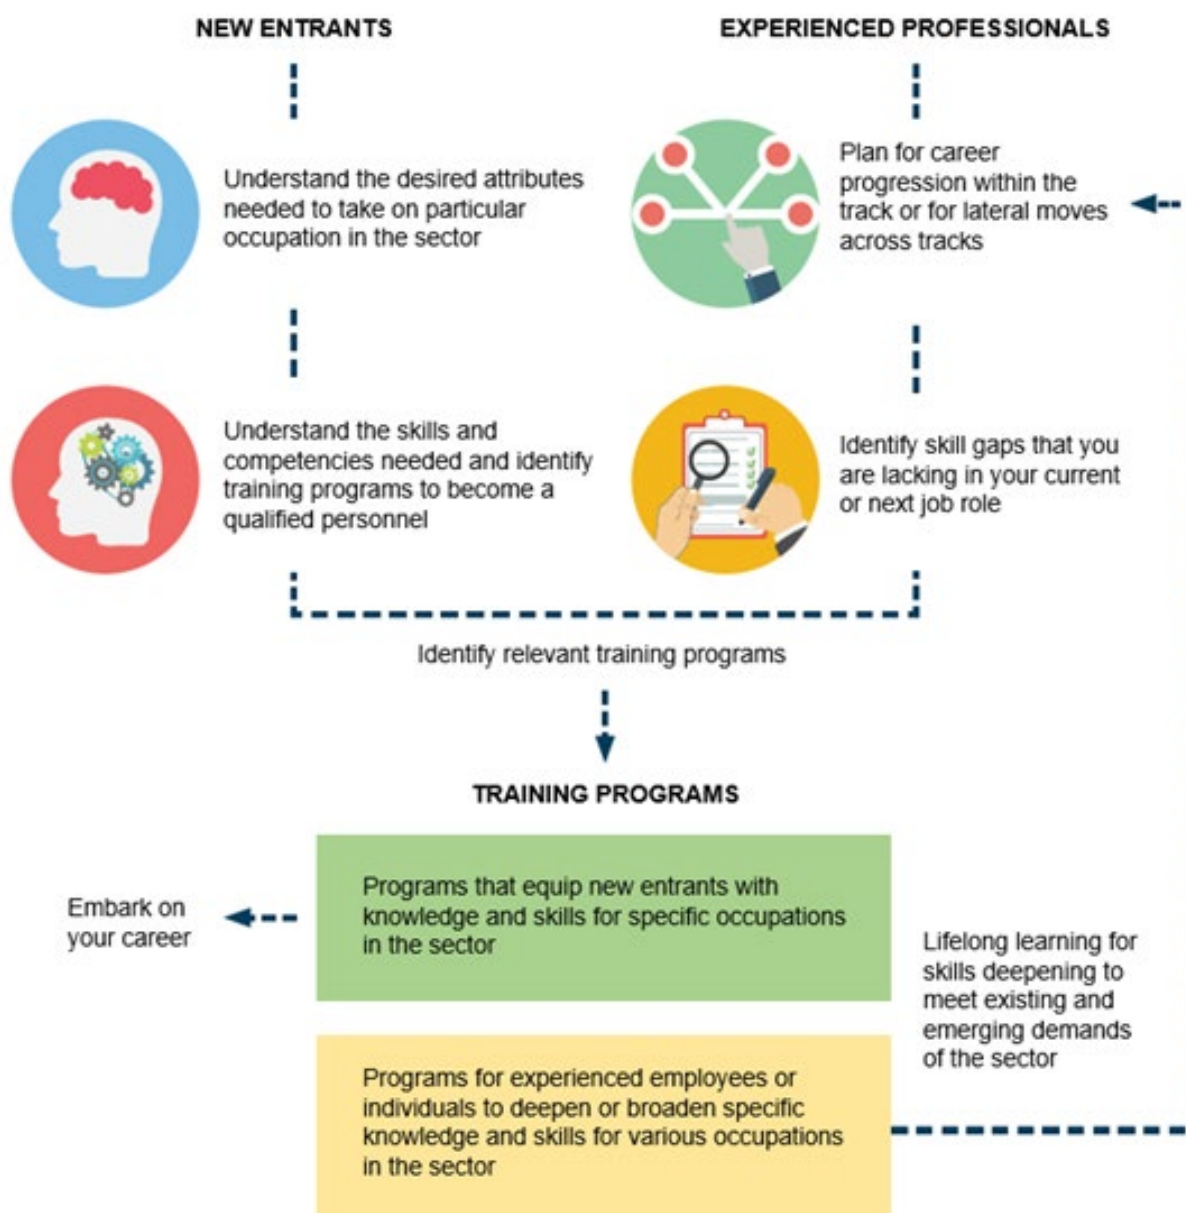 NEW ENTRANTS
Understand the desired attributes
needed to take on particular
occupation in the sector
Understand the skills and
competencies needed and identify
training programs to become a
qualified personnel
EXPERIENCED PROFESSIONALS
Plan for career
progression within the
track or for lateral moves
across tracks
Identify skill gaps that you
are lacking in your current
or next job role
Identify relevant training programs
TRAINING PROGRAMS
Programs that equip new entrants with
knowledge and skills for specific occupations
in the sector
Embark on
your career
Programs for experienced employees or
individuals to deepen or broaden specific
knowledge and skills for various occupations
in the sector
Lifelong learning for
skills deepening to
meet existing and
emerging demands
of the sector